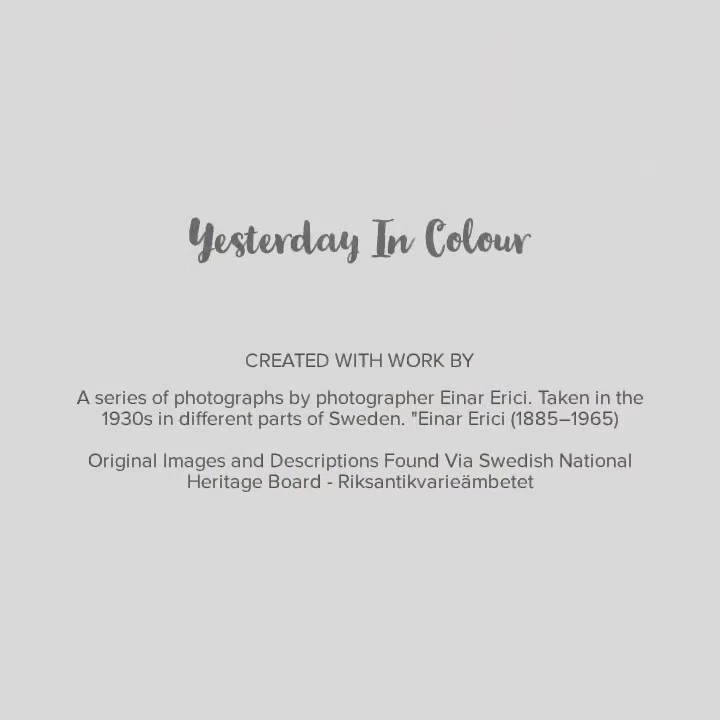 Yesterday In Colour
CREATED WITH WORK BY
A series of photographs by photographer Einar Erici. Taken in the
1930s in different parts of Sweden. "Einar Erici (1885–1965)
Original Images and Descriptions Found Via Swedish National
Heritage Board - Riksantikvarieämbetet